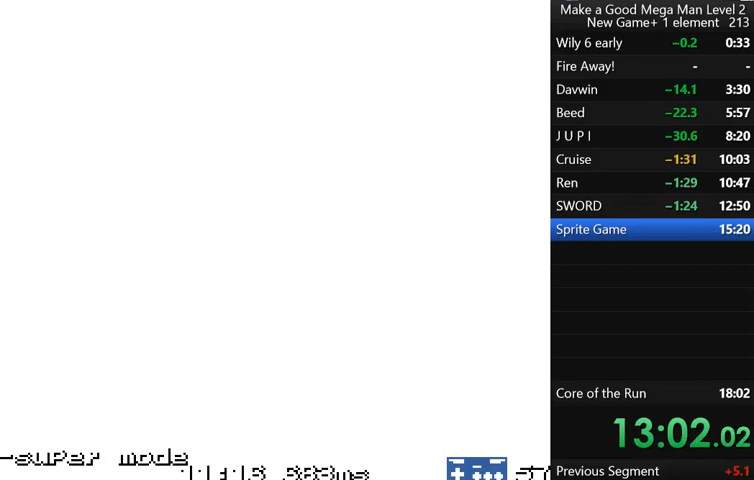 Make a Good Mega Man Level 2
New Game+ 1 element 213
Wily 6 early −0.2 0:33
Fire Away! - -
Davwin −14.1 3:30
Beed −22.3 5:57
J U P I −30.6 8:20
Cruise −1:31 10:03
Ren −1:29 10:47
SWORD −1:24 12:50
Sprite Game 15:20
Core of the Run 18:02
13:02.02
-super mode
Previous Segment +5.1